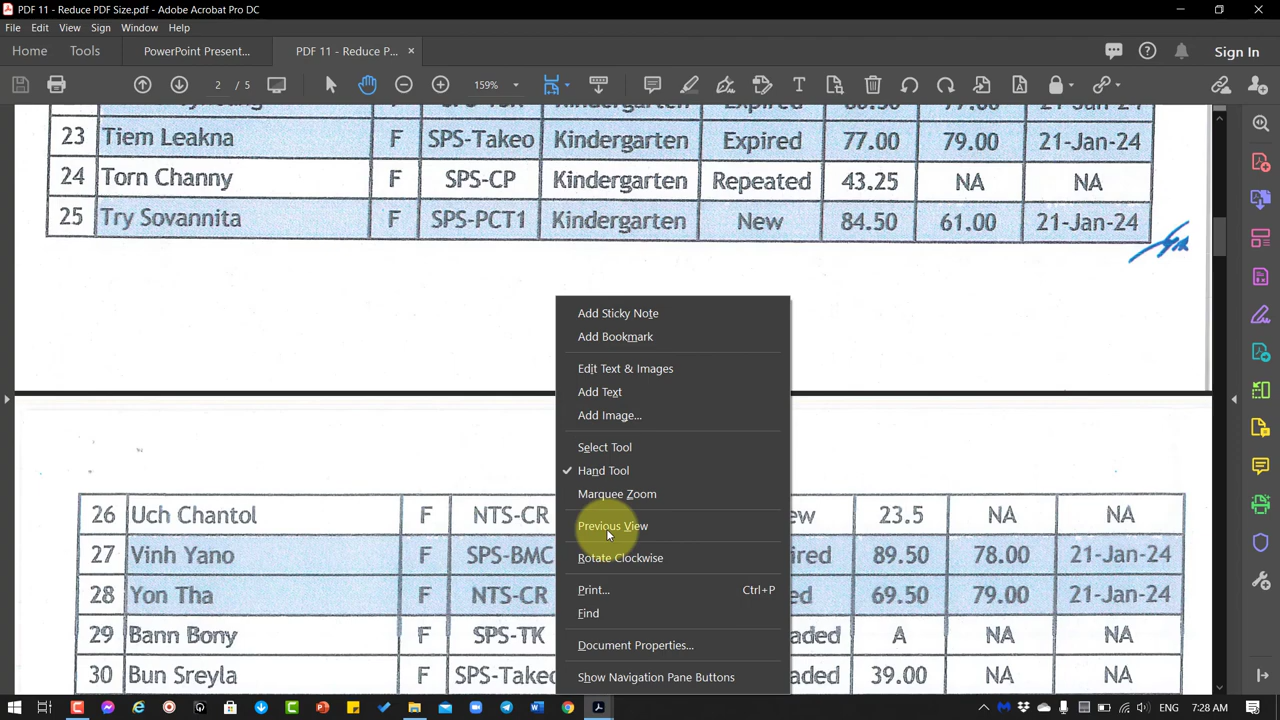 PDF 11 - Reduce PDF Size.pdf - Adobe Acrobat Pro DC
File Edit View Sign Window Help
Home Tools PowerPoint Present... PDF 11 - Reduce P... × Sign In
2 / 5 159%
23 Tiem Leakna F SPS-Takeo Kindergarten Expired 77.00 79.00 21-Jan-24
24 Torn Channy F SPS-CP Kindergarten Repeated 43.25 NA NA
25 Try Sovannita F SPS-PCT1 Kindergarten New 84.50 61.00 21-Jan-24
Add Sticky Note
Add Bookmark
Edit Text & Images
Add Text
Add Image...
Select Tool
Hand Tool
Marquee Zoom
Previous View
Rotate Clockwise
Print... Ctrl+P
Find
Document Properties...
Show Navigation Pane Buttons
26 Uch Chantol F NTS-CR ew 23.5 NA NA
27 Vinh Yano F SPS-BMC ired 89.50 78.00 21-Jan-24
28 Yon Tha F NTS-CR ed 69.50 79.00 21-Jan-24
29 Bann Bony F SPS-TK aded A NA NA
30 Bun Sreyla F SPS-Takeo aded 39.00 NA NA
ENG 7:28 AM